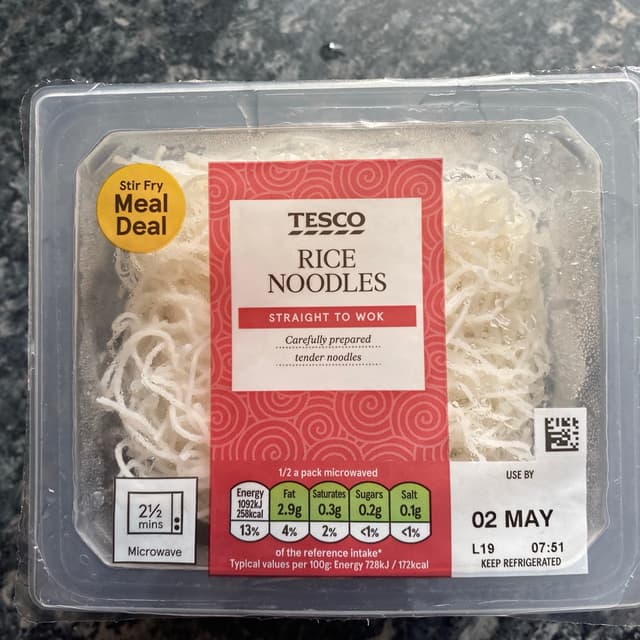 Stir Fry
Meal
Deal
TESCO
RICE
NOODLES
STRAIGHT TO WOK
Carefully prepared
tender noodles
1/2 a pack microwaved
Energy
1092kJ
258kcal
13%
Fat
2.9g
4%
Saturates
0.3g
2%
Sugars
0.2g
<1%
Salt
0.1g
<1%
of the reference intake*
Typical values per 100g: Energy 728kJ / 172kcal
2½
mins
Microwave
USE BY
02 MAY
L19 07:51
KEEP REFRIGERATED